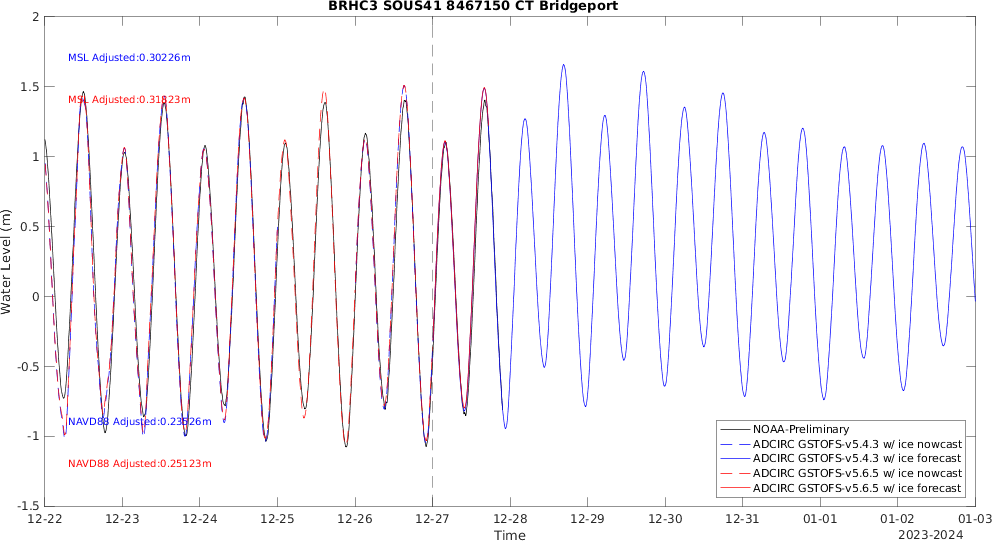 BRHC3 SOUS41 8467150 CT Bridgeport
2
1.5
1
0.5
0
-0.5
-1
-1.5
Water Level (m)
MSL Adjusted:0.30226m
MSL Adjusted:0.31823m
NAVD88 Adjusted:0.23526m
NAVD88 Adjusted:0.25123m
NOAA-Preliminary
ADCIRC GSTOFS-v5.4.3 w/ ice nowcast
ADCIRC GSTOFS-v5.4.3 w/ ice forecast
ADCIRC GSTOFS-v5.6.5 w/ ice nowcast
ADCIRC GSTOFS-v5.6.5 w/ ice forecast
12-22 12-23 12-24 12-25 12-26 12-27 12-28 12-29 12-30 12-31 01-01 01-02 01-03
Time
2023-2024